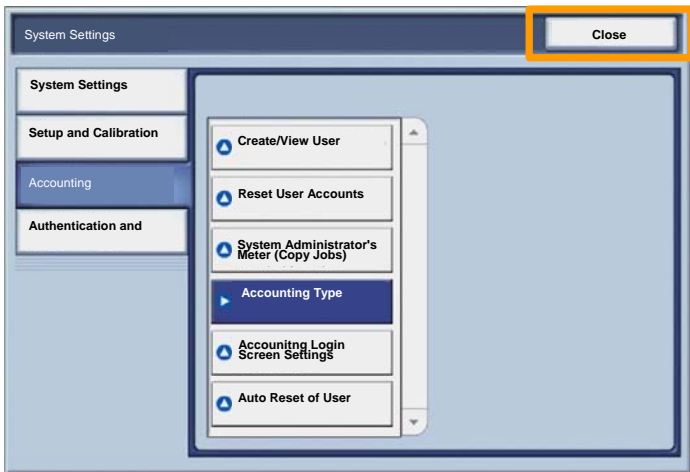 System Settings
Close
System Settings
Setup and Calibration
Accounting
Authentication and
Create/View User
Reset User Accounts
System Administrator's
Meter (Copy Jobs)
Accounting Type
Accounitng Login
Screen Settings
Auto Reset of User